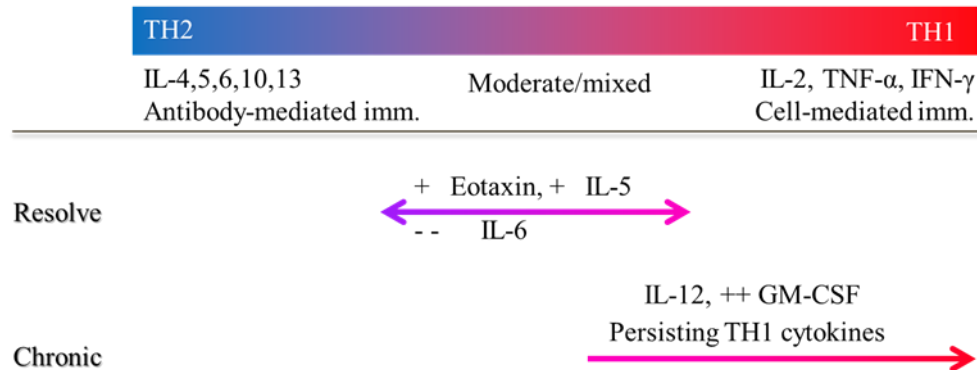 TH2 TH1
IL-4,5,6,10,13 Moderate/mixed IL-2, TNF-α, IFN-γ
Antibody-mediated imm. Cell-mediated imm.
+ Eotaxin, + IL-5
Resolve
- - IL-6
IL-12, ++ GM-CSF
Persisting TH1 cytokines
Chronic